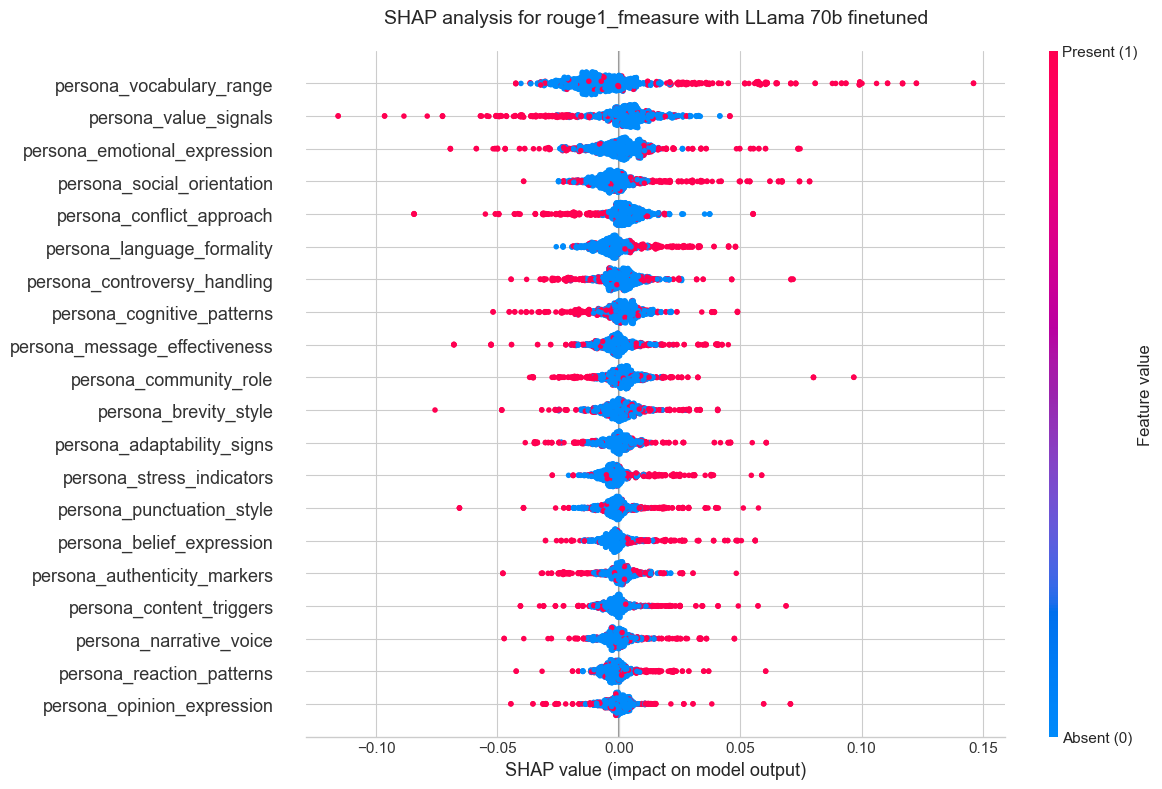 SHAP analysis for rouge1_fmeasure with LLama 70b finetuned
persona_vocabulary_range
persona_value_signals
persona_emotional_expression
persona_social_orientation
persona_conflict_approach
persona_language_formality
persona_controversy_handling
persona_cognitive_patterns
persona_message_effectiveness
persona_community_role
persona_brevity_style
persona_adaptability_signs
persona_stress_indicators
persona_punctuation_style
persona_belief_expression
persona_authenticity_markers
persona_content_triggers
persona_narrative_voice
persona_reaction_patterns
persona_opinion_expression
−0.10 −0.05 0.00 0.05 0.10 0.15
SHAP value (impact on model output)
Present (1)
Absent (0)
Feature value